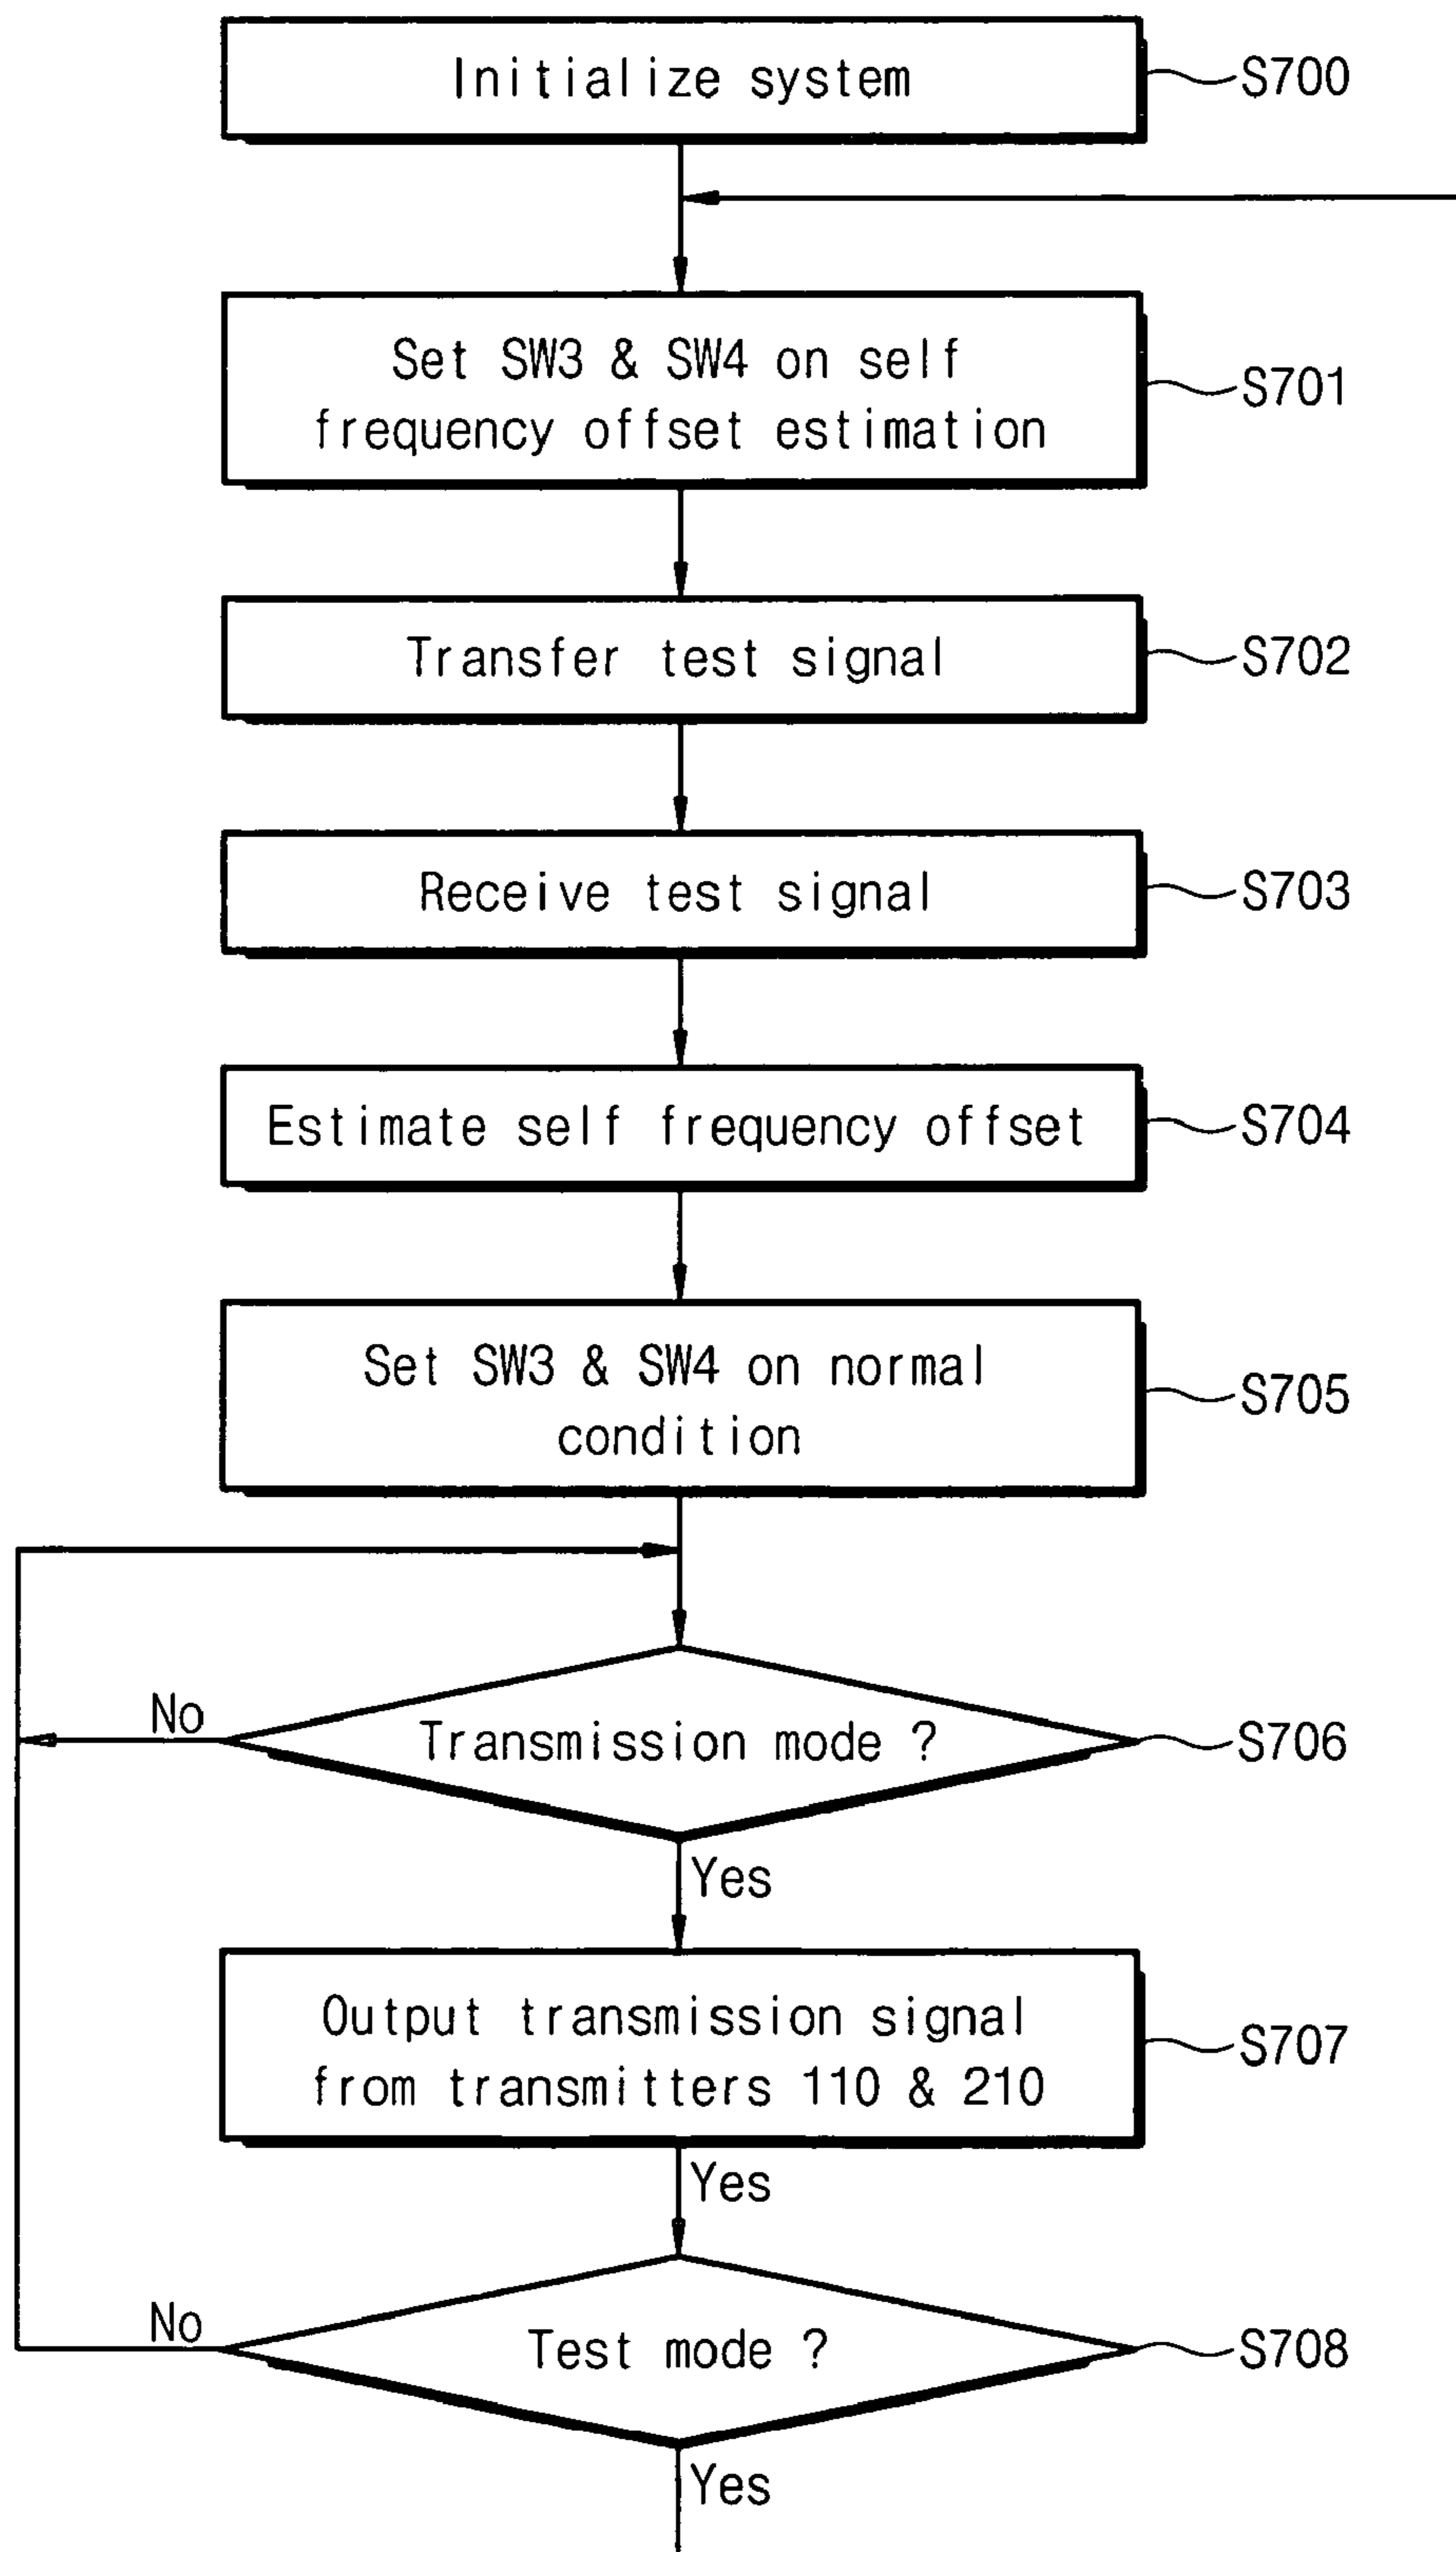 Initialize system
S700
Set SW3 & SW4 on self
frequency offset estimation
S701
Transfer test signal
S702
Receive test signal
S703
Estimate self frequency offset
S704
Set SW3 & SW4 on normal
condition
S705
No
Transmission mode ?
S706
Yes
Output transmission signal
from transmitters 110 & 210
S707
Yes
No
Test mode ?
S708
Yes